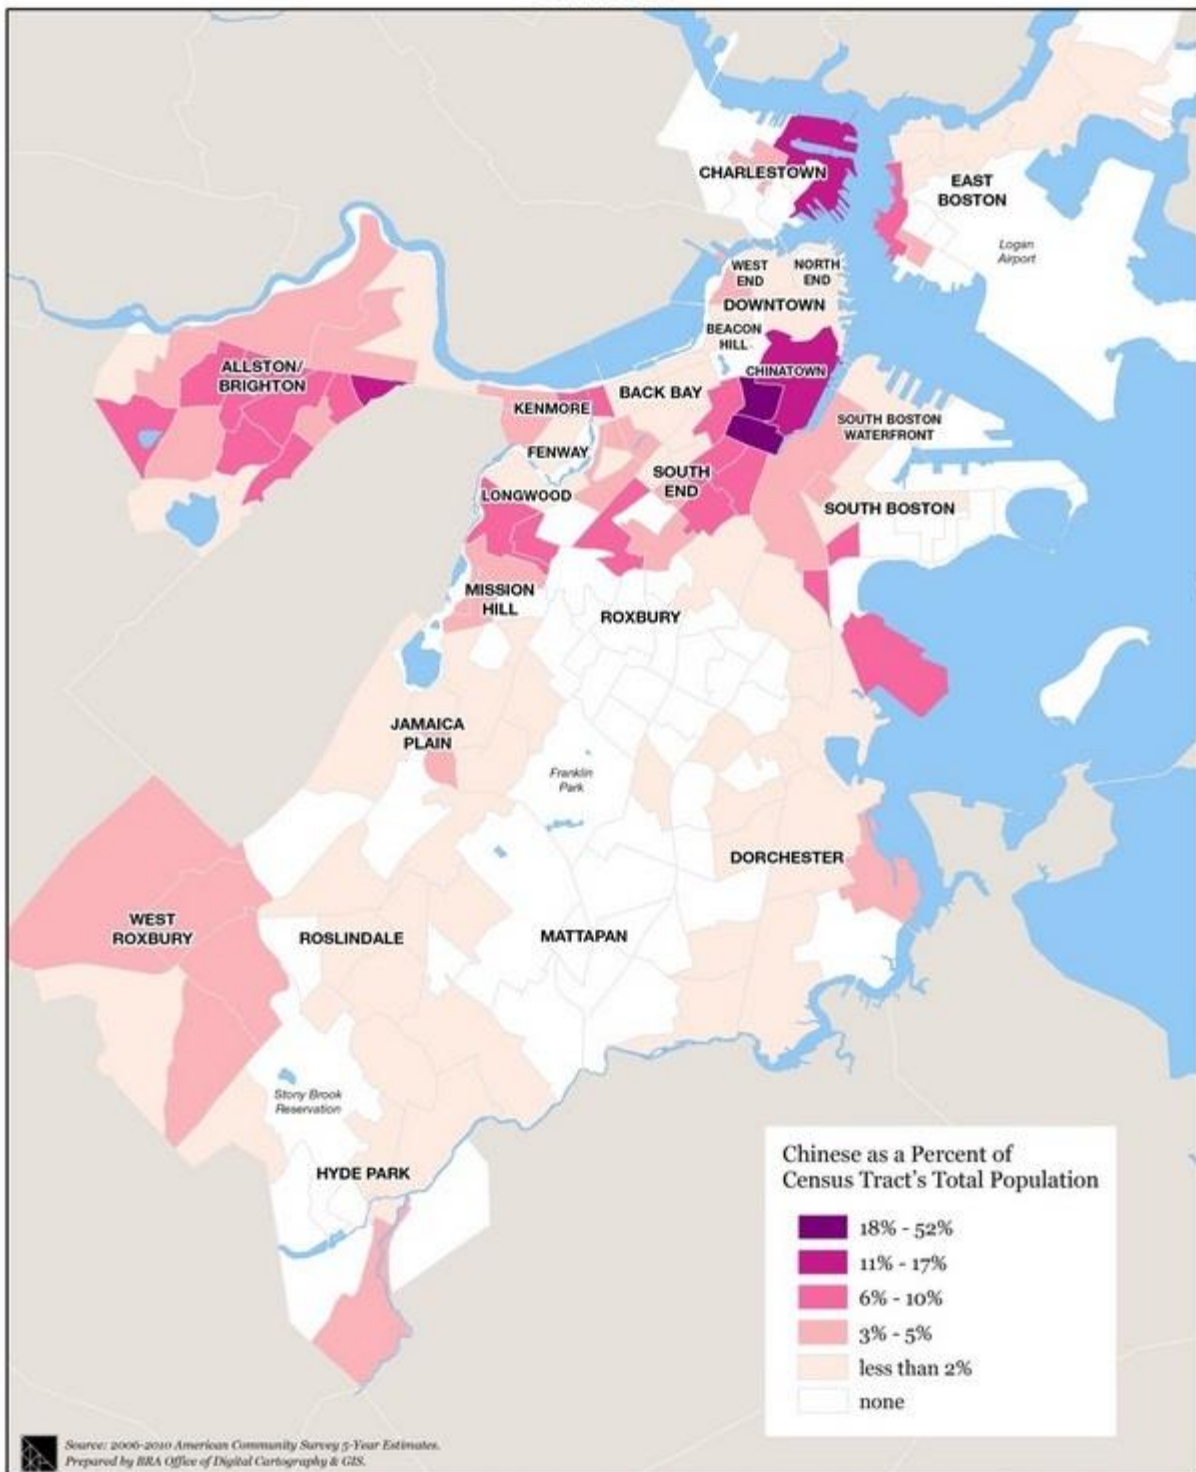 CHARLESTOWN
EAST
BOSTON
Logan
Airport
WEST
END
NORTH
END
DOWNTOWN
BEACON
HILL
CHINATOWN
ALLSTON/
BRIGHTON
BACK BAY
KENMORE
SOUTH BOSTON
WATERFRONT
FENWAY
SOUTH
END
LONGWOOD
SOUTH BOSTON
MISSION
HILL
ROXBURY
JAMAICA
PLAIN
Franklin
Park
DORCHESTER
WEST
ROXBURY
ROSLINDALE
MATTAPAN
Stony Brook
Reservation
HYDE PARK
Chinese as a Percent of
Census Tract's Total Population
18% - 52%
11% - 17%
6% - 10%
3% - 5%
less than 2%
none
Source: 2006-2010 American Community Survey 5-Year Estimates.
Prepared by BRA Office of Digital Cartography & GIS.